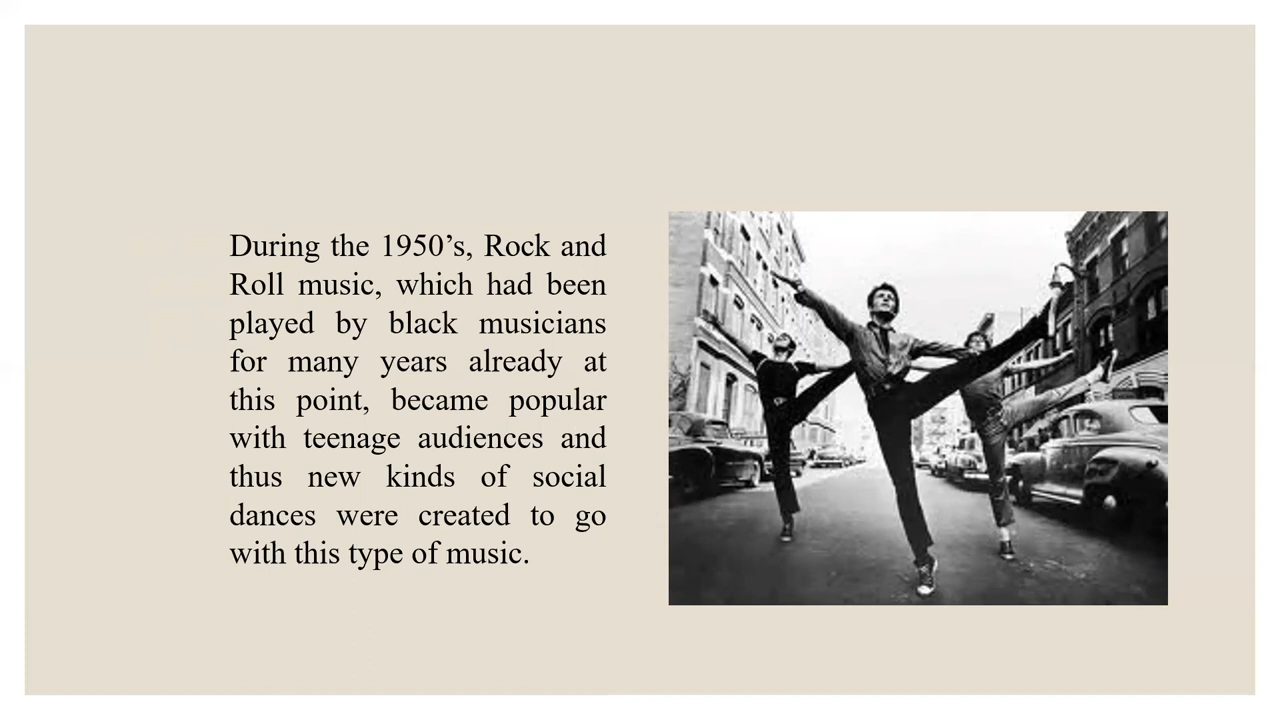 During the 1950’s, Rock and
Roll music, which had been
played by black musicians
for many years already at
this point, became popular
with teenage audiences and
thus new kinds of social
dances were created to go
with this type of music.